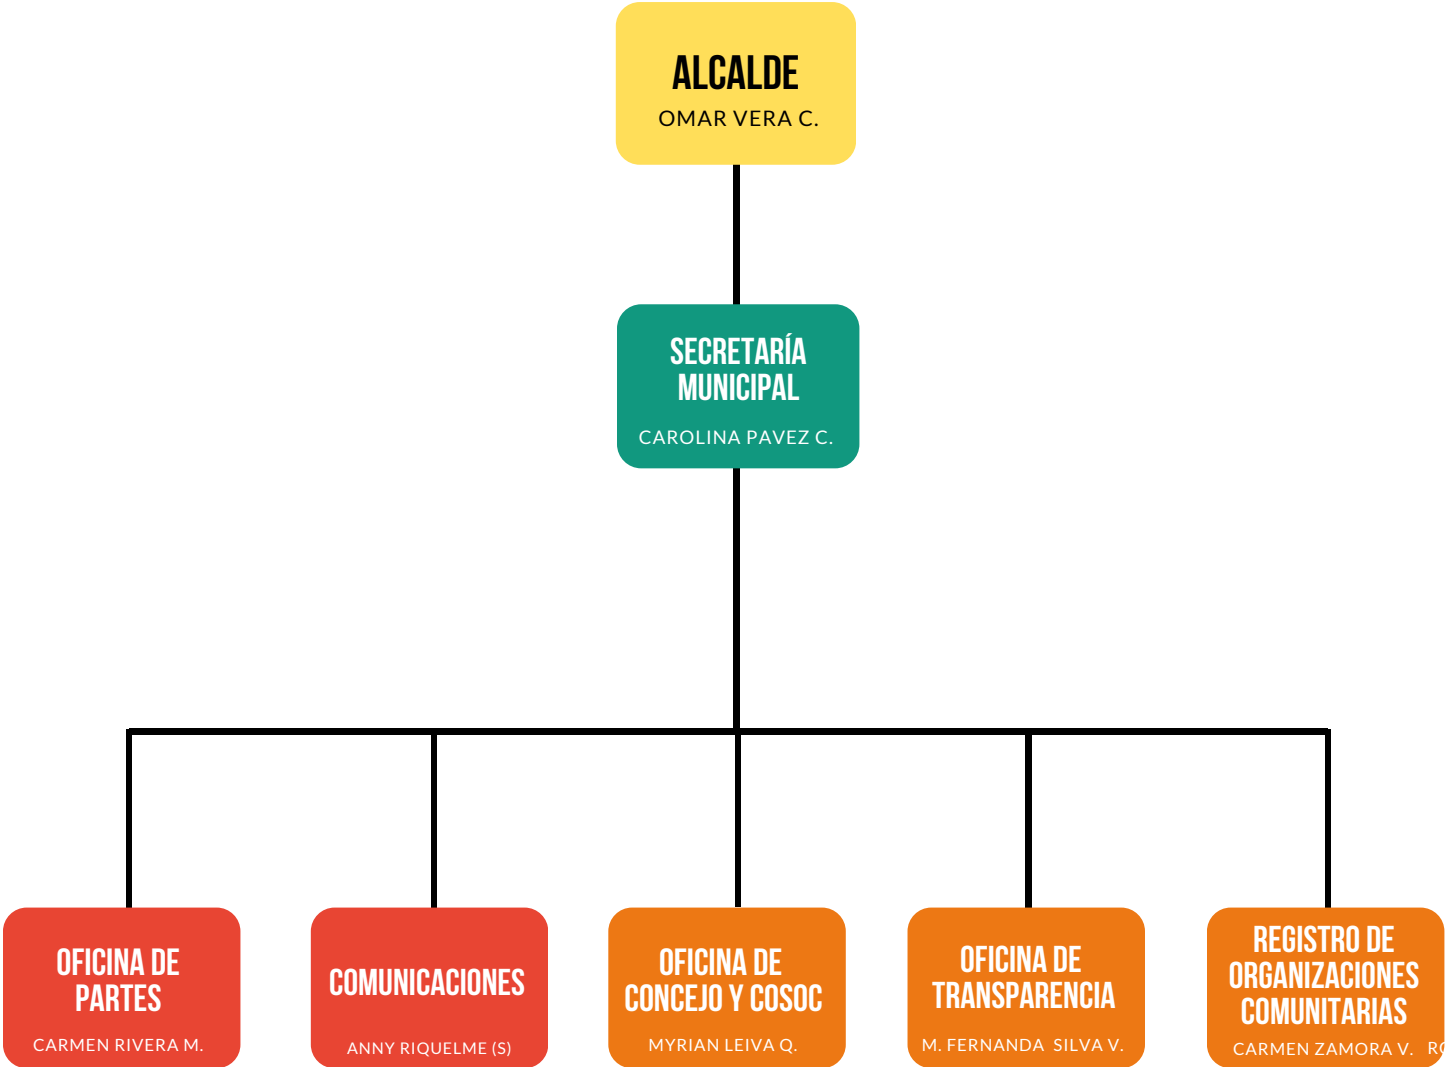 ALCALDE
OMAR VERA C.
SECRETARÍA
MUNICIPAL
CAROLINA PAVEZ C.
OFICINA DE
PARTES
CARMEN RIVERA M.
COMUNICACIONES
ANNY RIQUELME (S)
OFICINA DE
CONCEJO Y COSOC
MYRIAN LEIVA Q.
OFICINA DE
TRANSPARENCIA
M. FERNANDA SILVA V.
REGISTRO DE
ORGANIZACIONES
COMUNITARIAS
CARMEN ZAMORA V.